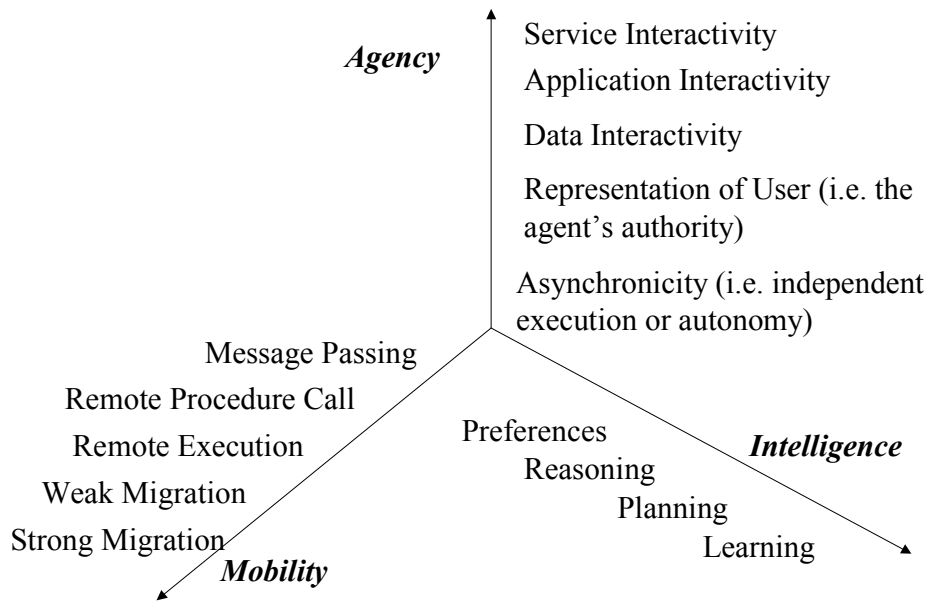 Agency
Service Interactivity
Application Interactivity
Data Interactivity
Representation of User (i.e. the
agent's authority)
Asynchronicity (i.e. independent
execution or autonomy)
Message Passing
Remote Procedure Call
Remote Execution
Weak Migration
Strong Migration
Mobility
Preferences
Reasoning
Planning
Learning
Intelligence